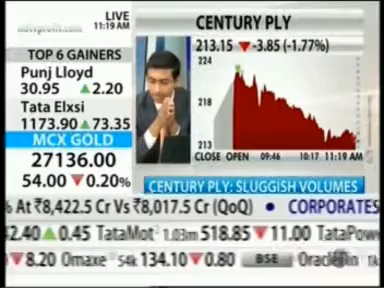 ndtvprofit.com
LIVE
11:19 AM
CENTURY PLY
213.15 ▼ -3.85 (-1.77%)
TOP 6 GAINERS
Punj Lloyd
30.95 ▲ 2.20
Tata Elxsi
1173.90 ▲ 73.35
MCX GOLD
27136.00
54.00 ▼ 0.20%
224
218
213
CLOSE OPEN 09:46 10:17 11:19 AM
CENTURY PLY: SLUGGISH VOLUMES
% At ₹8,422.5 Cr Vs ₹8,017.5 Cr (QoQ) ● CORPORATES
2.40 ▲ 0.45 TataMot 1.03m 518.85 ▼ 11.00 TataPow
▼ 8.20 Omaxe 54k 134.10 ▼ 0.80 BSE